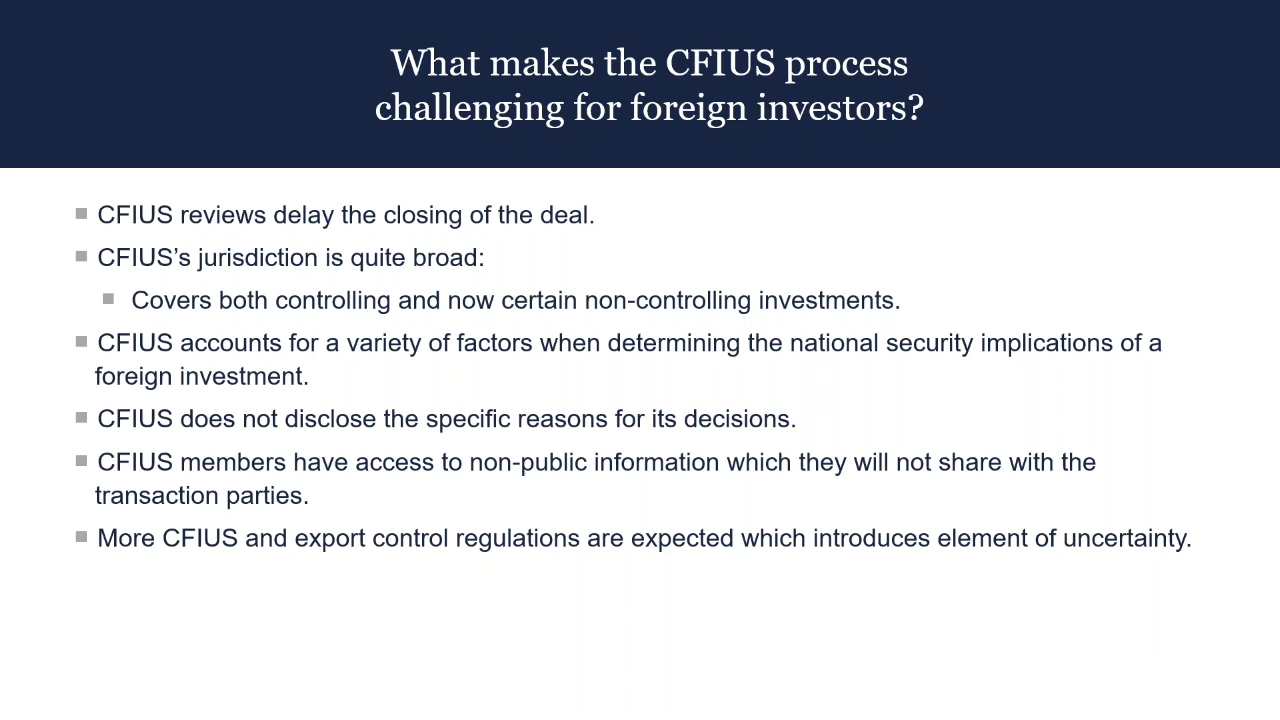 What makes the CFIUS process
challenging for foreign investors?
CFIUS reviews delay the closing of the deal.
CFIUS’s jurisdiction is quite broad:
Covers both controlling and now certain non-controlling investments.
CFIUS accounts for a variety of factors when determining the national security implications of a
foreign investment.
CFIUS does not disclose the specific reasons for its decisions.
CFIUS members have access to non-public information which they will not share with the
transaction parties.
More CFIUS and export control regulations are expected which introduces element of uncertainty.